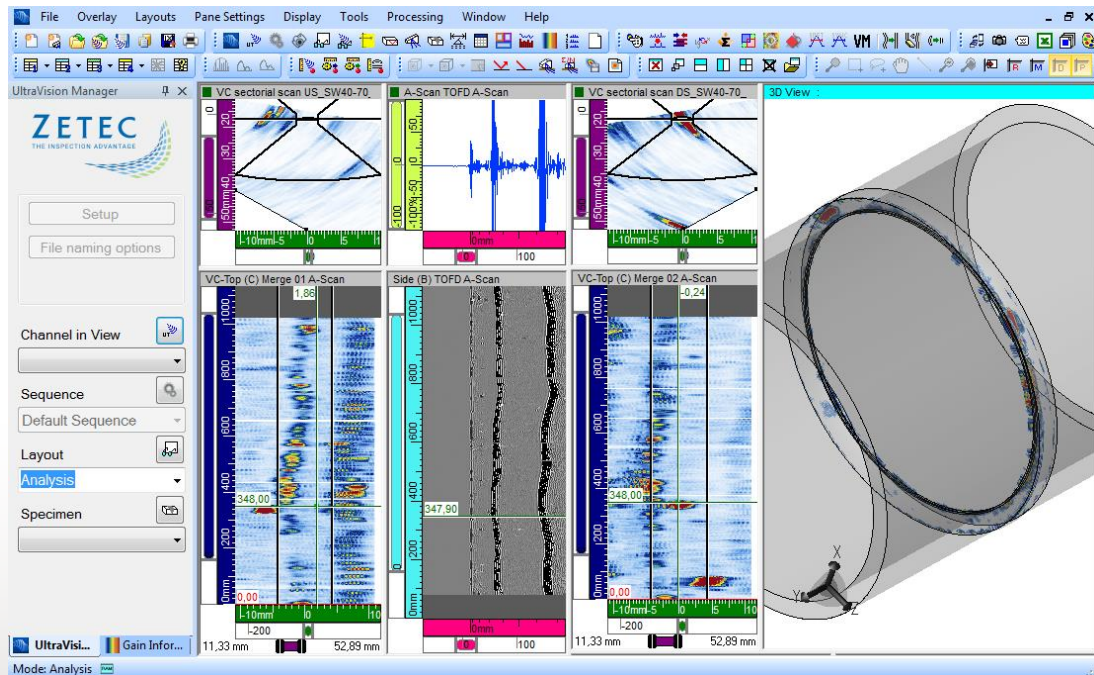 File Overlay Layouts Pane Settings Display Tools Processing Window Help
VM
UltraVision Manager
ZETEC
THE INSPECTION ADVANTAGE
Setup
File naming options
Channel in View
Sequence
Default Sequence
Layout
Analysis
Specimen
UltraVisi...
Gain Infor...
Mode: Analysis
VC sectorial scan US_SW40-70_
A-Scan TOFD A-Scan
VC sectorial scan DS_SW40-70_
3D View :
VC-Top (C) Merge 01 A-Scan
Side (B) TOFD A-Scan
VC-Top (C) Merge 02 A-Scan
1,86
-0,24
348,00
347,90
348,00
0,00
0,00
-200
0mm
100
-200
11,33 mm
52,89 mm
11,33 mm
52,89 mm
X
Y
Z